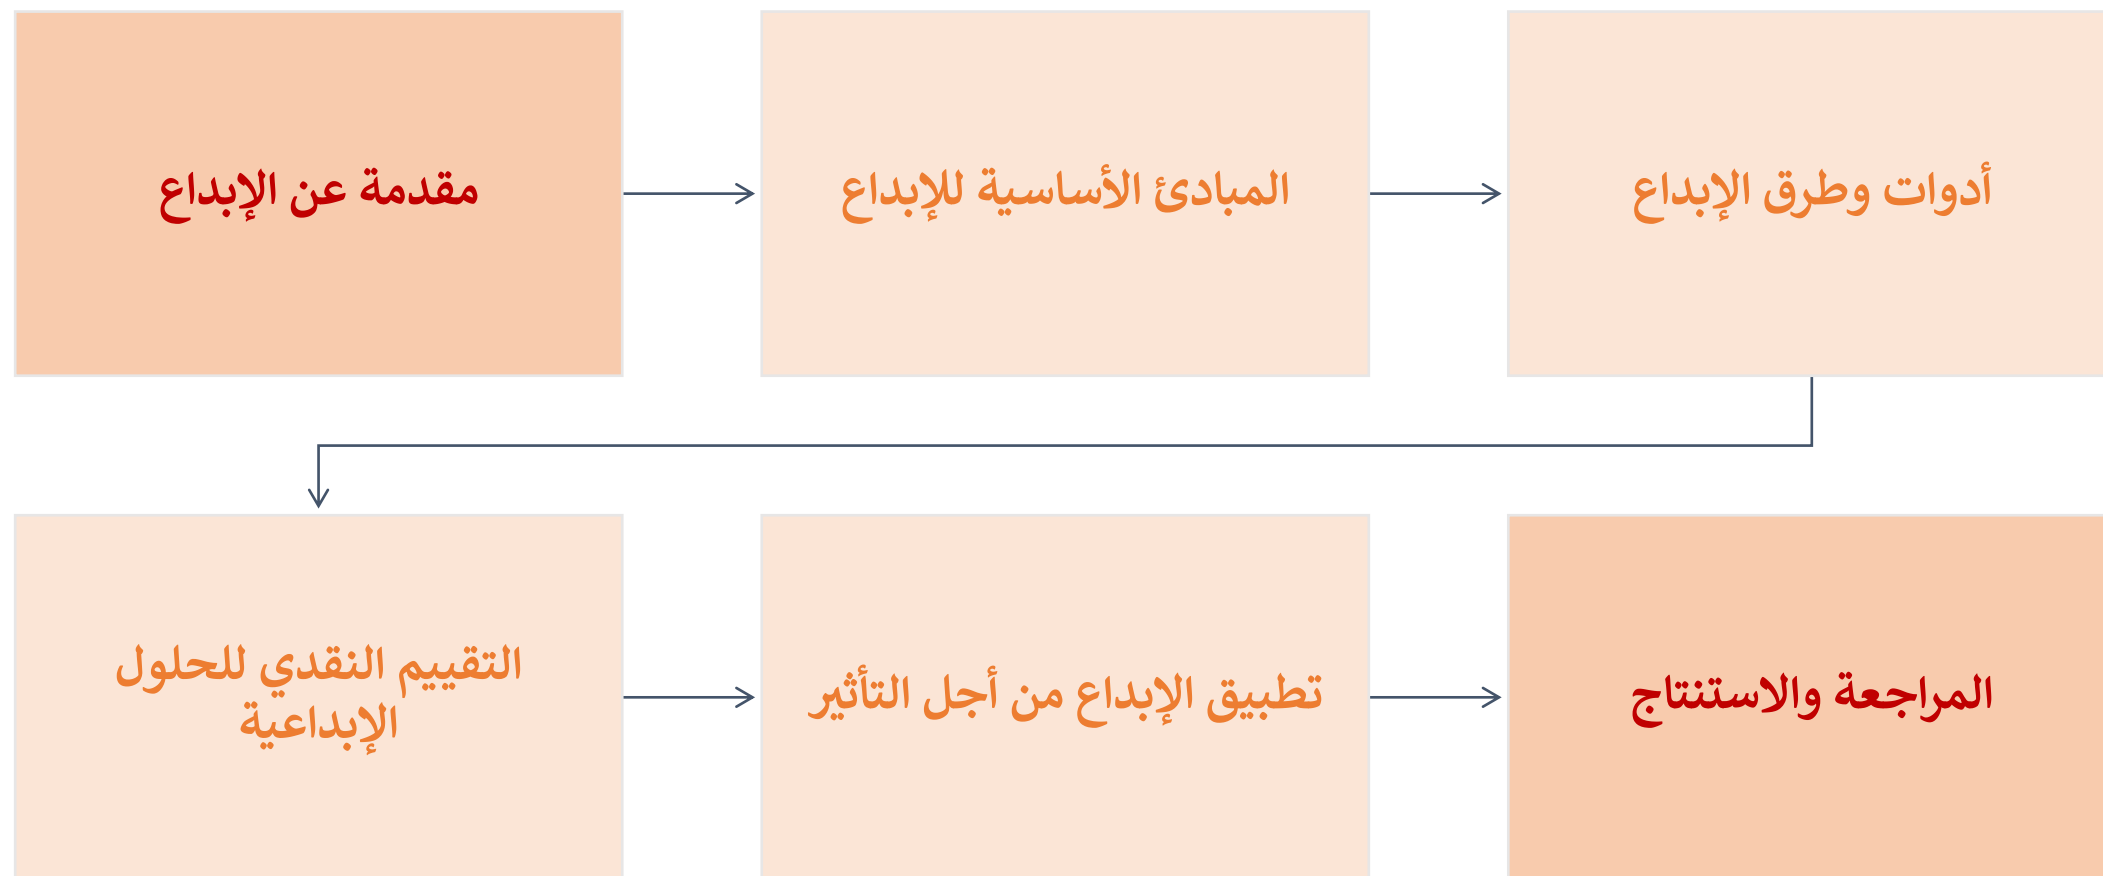 مقدمة عن الإبداع
المبادئ الأساسية للإبداع
أدوات وطرق الإبداع
التقييم النقدي للحلول
الإبداعية
تطبيق الإبداع من أجل التأثير
المراجعة والاستنتاج